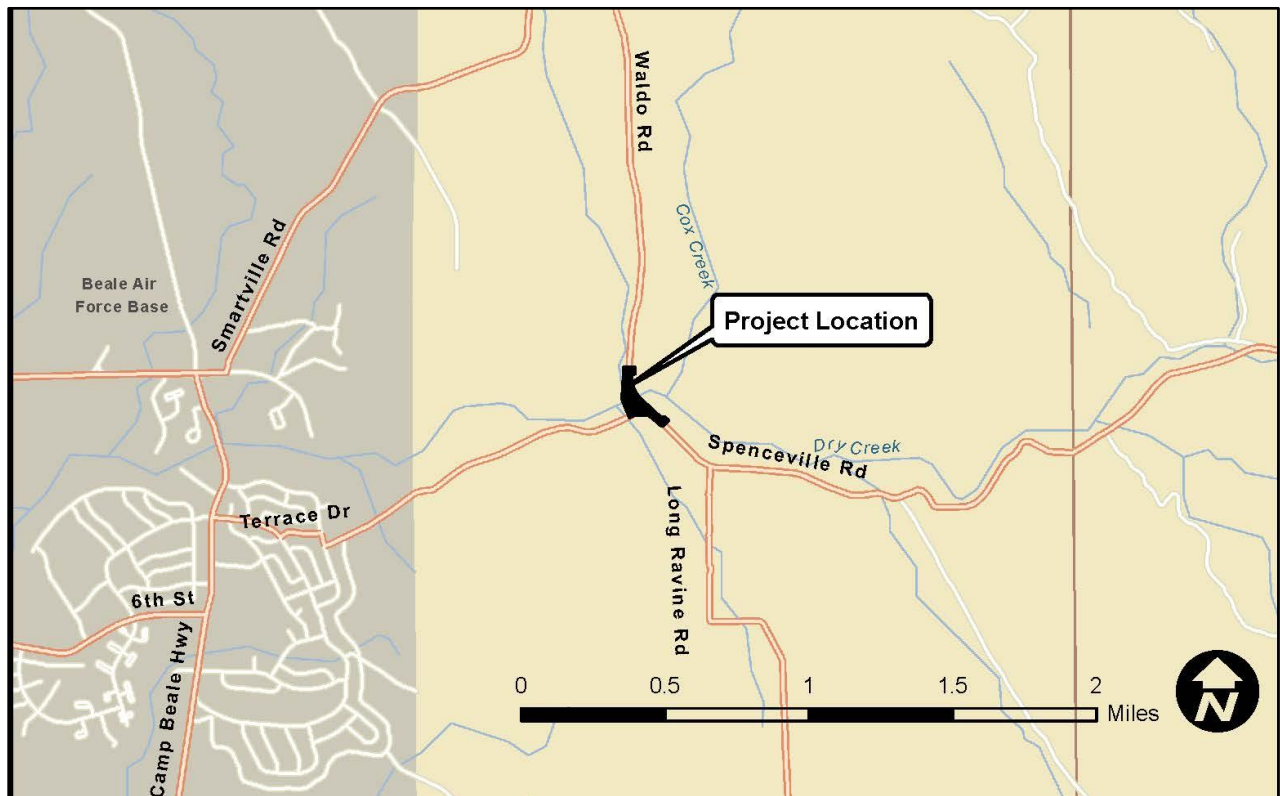 Waldo Rd
Cox Creek
Smartville Rd
Beale Air
Force Base
Project Location
Dry Creek
Spenceville Rd
Terrace Dr
Long Ravine Rd
6th St
Camp Beale Hwy
0 0.5 1 1.5 2
Miles
N